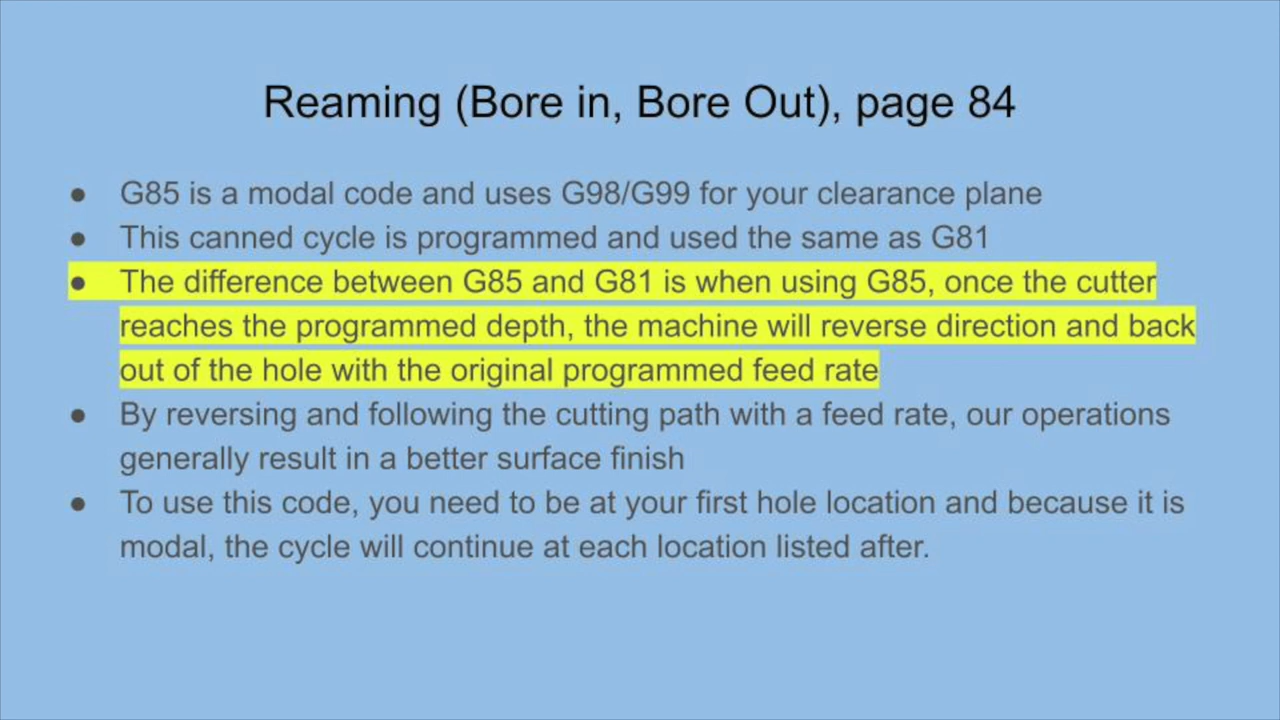 Reaming (Bore in, Bore Out), page 84
● G85 is a modal code and uses G98/G99 for your clearance plane
● This canned cycle is programmed and used the same as G81
● The difference between G85 and G81 is when using G85, once the cutter
reaches the programmed depth, the machine will reverse direction and back
out of the hole with the original programmed feed rate
● By reversing and following the cutting path with a feed rate, our operations
generally result in a better surface finish
● To use this code, you need to be at your first hole location and because it is
modal, the cycle will continue at each location listed after.